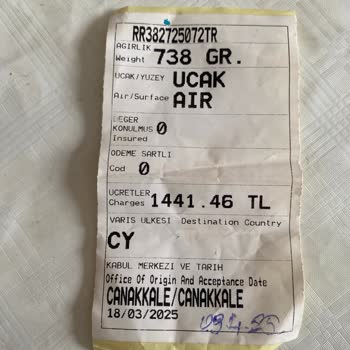 RR382725072TR
AGIRLIK
Weight 738 GR.
UCAK/YUZEY UCAK
Air/Surface AIR
DEGER
KONULMUS 0
Insured
ODEME SARTLI
Cod 0
UCRETLER
Charges 1441.46 TL
VARIS ULKESI Destination Country
CY
KABUL MERKEZI VE TARIH
Office Of Origin And Acceptance Date
CANAKKALE/CANAKKALE
18/03/2025